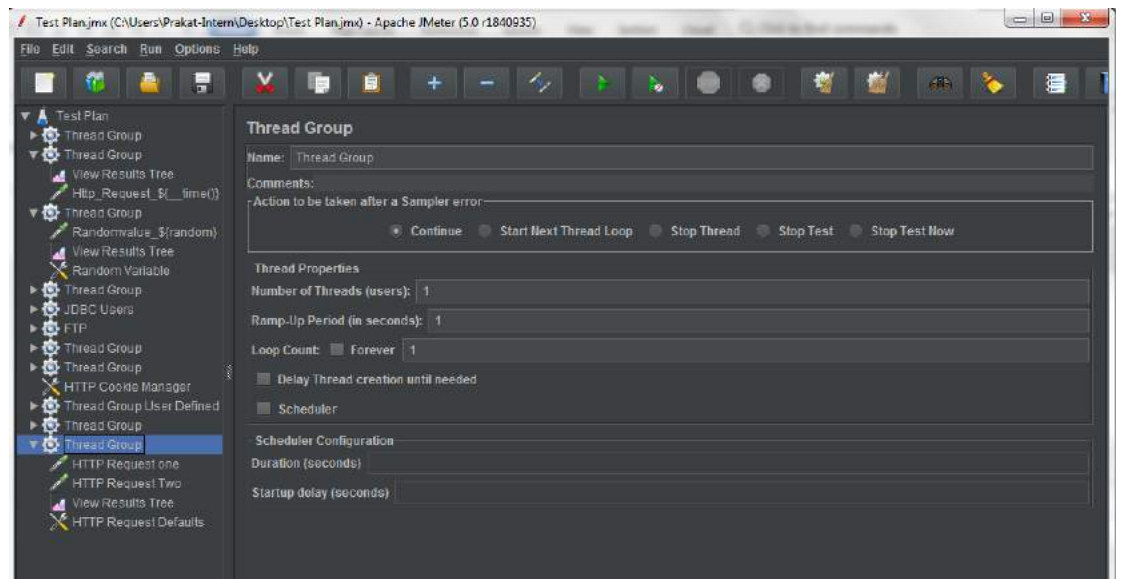 Test Plan.jmx (C:\Users\Prakat-Intern\Desktop\Test Plan.jmx) - Apache JMeter (5.0 r1840935)
File Edit Search Run Options Help
Test Plan
Thread Group
Thread Group
View Results Tree
Http_Request_${__time()}
Thread Group
Randomvalue_${random}
View Results Tree
Random Variable
Thread Group
JDBC Users
FTP
Thread Group
Thread Group
HTTP Cookie Manager
Thread Group User Defined
Thread Group
Thread Group
HTTP Request one
HTTP Request Two
View Results Tree
HTTP Request Defaults
Thread Group
Name: Thread Group
Comments:
Action to be taken after a Sampler error
Continue Start Next Thread Loop Stop Thread Stop Test Stop Test Now
Thread Properties
Number of Threads (users): 1
Ramp-Up Period (in seconds): 1
Loop Count: Forever 1
Delay Thread creation until needed
Scheduler
Scheduler Configuration
Duration (seconds)
Startup delay (seconds)